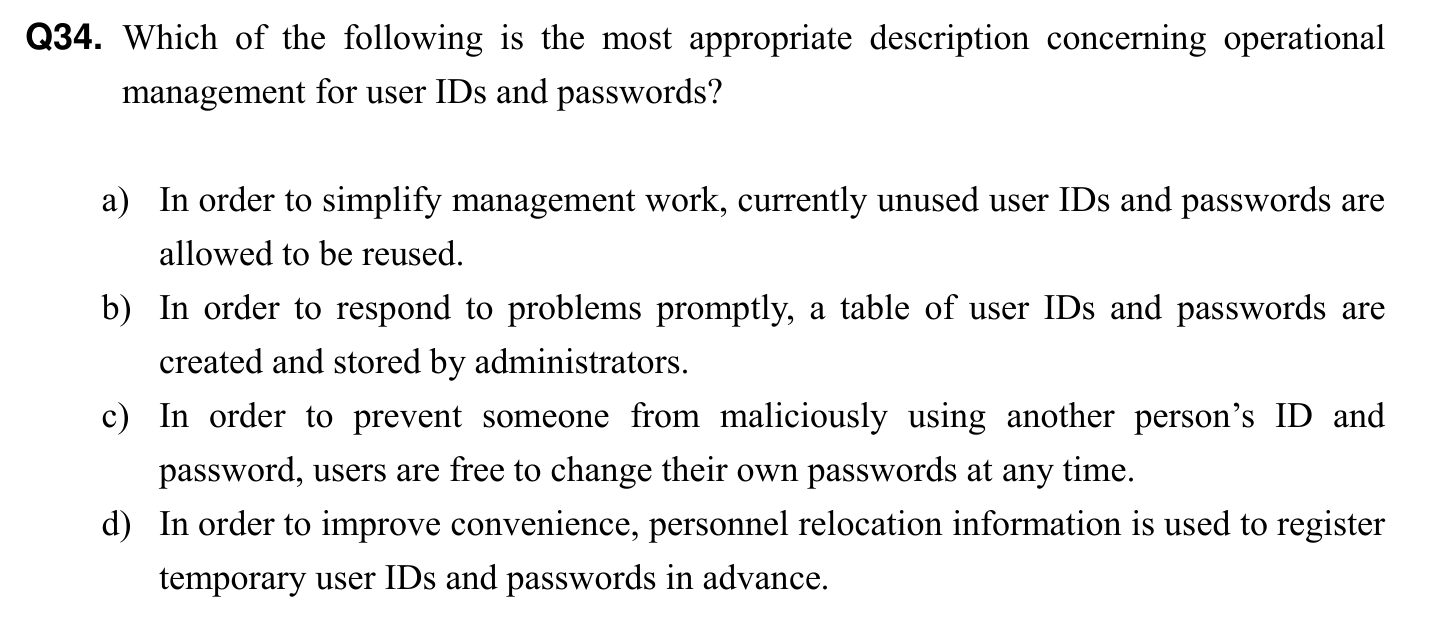 Q34. Which of the following is the most appropriate description concerning operational
management for user IDs and passwords?
a) In order to simplify management work, currently unused user IDs and passwords are
allowed to be reused.
b) In order to respond to problems promptly, a table of user IDs and passwords are
created and stored by administrators.
c) In order to prevent someone from maliciously using another person’s ID and
password, users are free to change their own passwords at any time.
d) In order to improve convenience, personnel relocation information is used to register
temporary user IDs and passwords in advance.